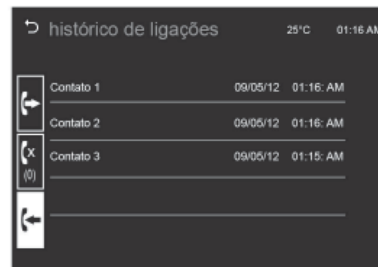 histórico de ligações 25°C 01:16 AM
Contato 1 09/05/12 01:16: AM
Contato 2 09/05/12 01:16: AM
Contato 3 09/05/12 01:15: AM
x
(0)